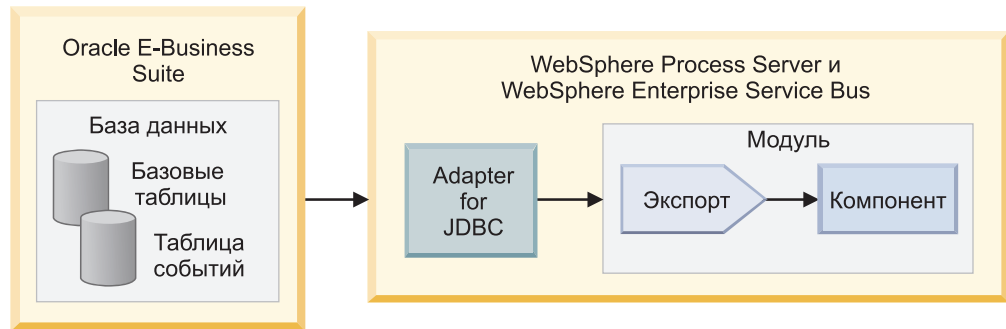 Oracle E-Business
Suite
База данных
Базовые
таблицы
Таблица
событий
WebSphere Process Server и
WebSphere Enterprise Service Bus
Adapter
for
JDBC
Модуль
Экспорт
Компонент